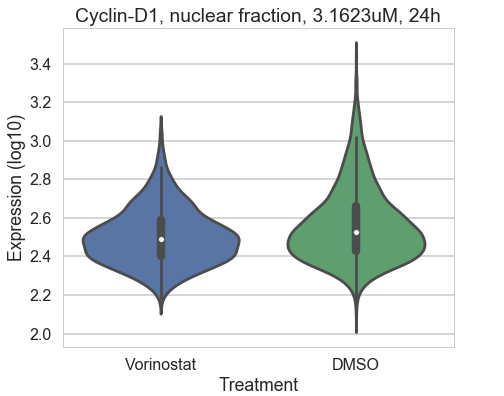 Cyclin-D1, nuclear fraction, 3.1623uM, 24h
Expression (log10)
3.4
3.2
3.0
2.8
2.6
2.4
2.2
2.0
Vorinostat
DMSO
Treatment